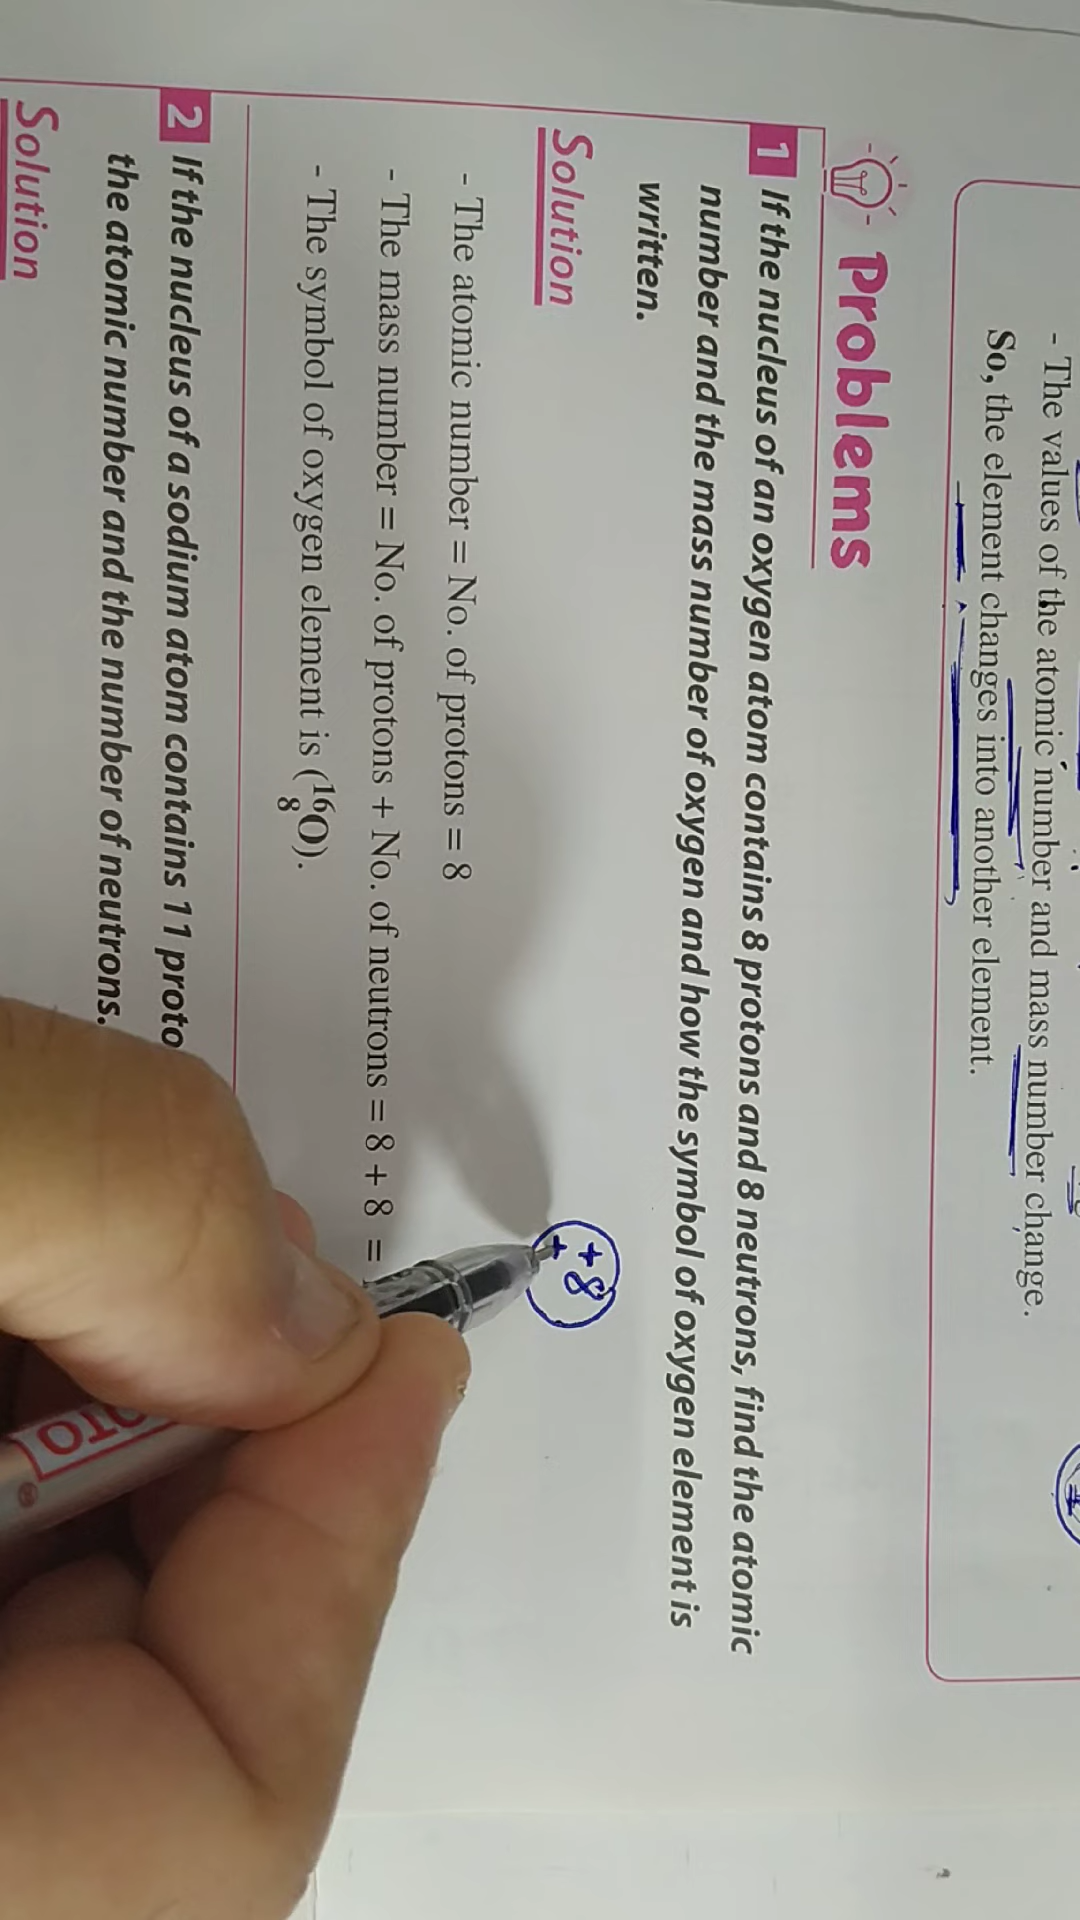 - The values of the atomic number and mass number change.
So, the element changes into another element.
Problems
1 If the nucleus of an oxygen atom contains 8 protons and 8 neutrons, find the atomic
number and the mass number of oxygen and how the symbol of oxygen element is
written.
Solution
+8
+
- The atomic number = No. of protons = 8
- The mass number = No. of protons + No. of neutrons = 8 + 8 =
- The symbol of oxygen element is (¹⁶₈O).
2 If the nucleus of a sodium atom contains 11 proto
the atomic number and the number of neutrons.
Solution
OTO
®